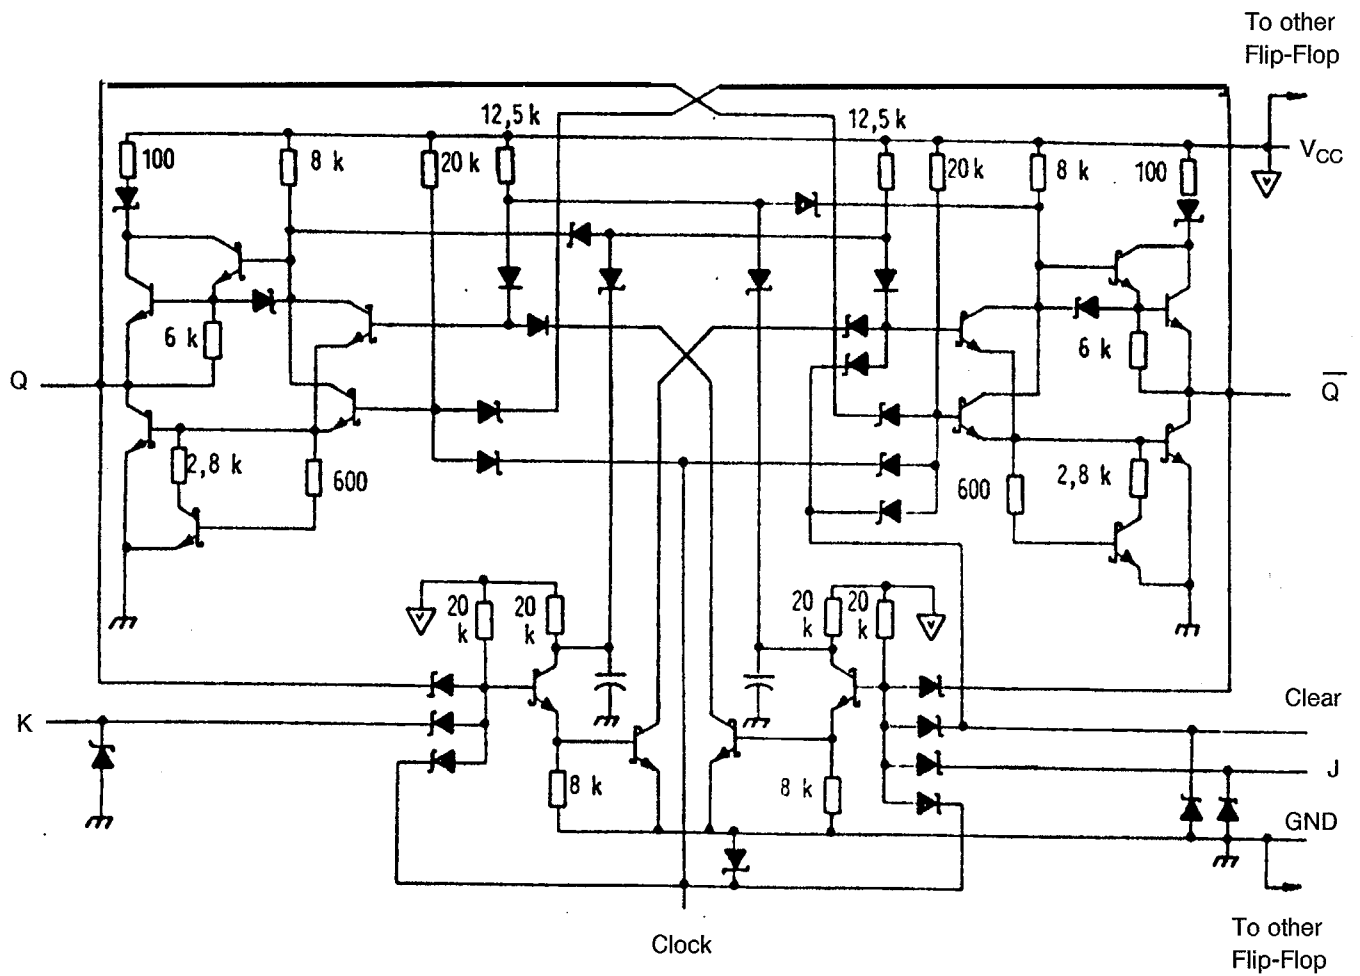 To other
Flip-Flop
12,5 k
12,5 k
100
8 k
20 k
20 k
8 k
100
VCC
6 k
6 k
Q
Q̅
2,8 k
600
600
2,8 k
20
k
20
k
20
k
20
k
Clear
K
J
8 k
8 k
GND
Clock
To other
Flip-Flop